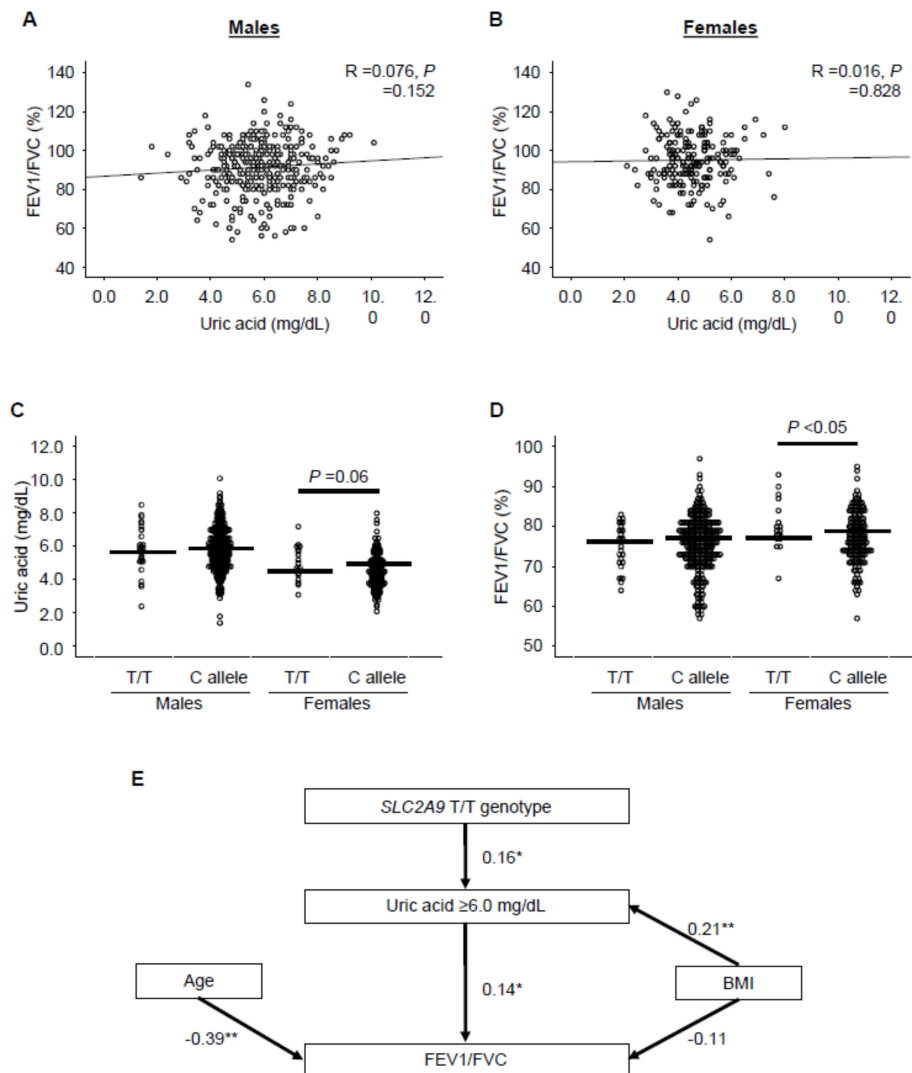 A
Males
R =0.076, P
=0.152
FEV1/FVC (%)
140
120
100
80
60
40
0.0 2.0 4.0 6.0 8.0 10. 12.
0 0
Uric acid (mg/dL)
B
Females
R =0.016, P
=0.828
FEV1/FVC (%)
140
120
100
80
60
40
0.0 2.0 4.0 6.0 8.0 10. 12.
0 0
Uric acid (mg/dL)
C
Uric acid (mg/dL)
12.0
10.0
8.0
6.0
4.0
2.0
0.0
P =0.06
T/T C allele T/T C allele
Males Females
D
FEV1/FVC (%)
100
90
80
70
60
50
P <0.05
T/T C allele T/T C allele
Males Females
E
SLC2A9 T/T genotype
0.16*
Uric acid ≥6.0 mg/dL
0.21**
Age
0.14*
BMI
-0.39**
-0.11
FEV1/FVC